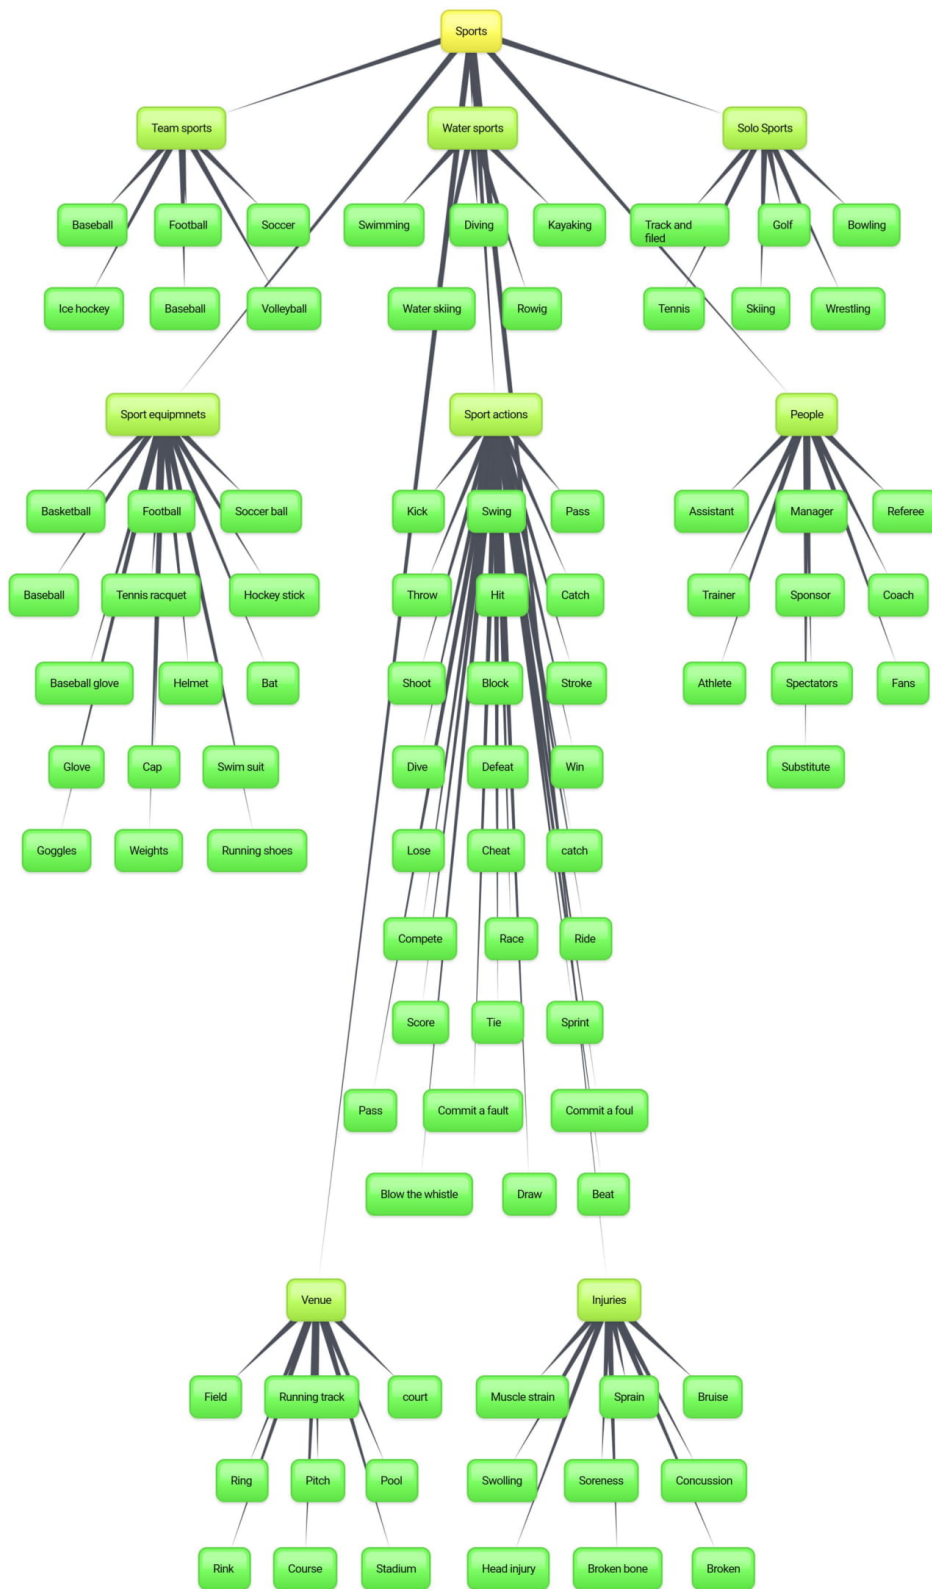 Sports
Team sports
Water sports
Solo Sports
Baseball
Football
Soccer
Swimming
Diving
Kayaking
Track and
filed
Golf
Bowling
Ice hockey
Baseball
Volleyball
Water skiing
Rowig
Tennis
Skiing
Wrestling
Sport equipmnets
Sport actions
People
Basketball
Football
Soccer ball
Kick
Swing
Pass
Assistant
Manager
Referee
Baseball
Tennis racquet
Hockey stick
Throw
Hit
Catch
Trainer
Sponsor
Coach
Baseball glove
Helmet
Bat
Shoot
Block
Stroke
Athlete
Spectators
Fans
Glove
Cap
Swim suit
Dive
Defeat
Win
Substitute
Goggles
Weights
Running shoes
Lose
Cheat
catch
Compete
Race
Ride
Score
Tie
Sprint
Pass
Commit a fault
Commit a foul
Blow the whistle
Draw
Beat
Venue
Injuries
Field
Running track
court
Muscle strain
Sprain
Bruise
Ring
Pitch
Pool
Swolling
Soreness
Concussion
Rink
Course
Stadium
Head injury
Broken bone
Broken